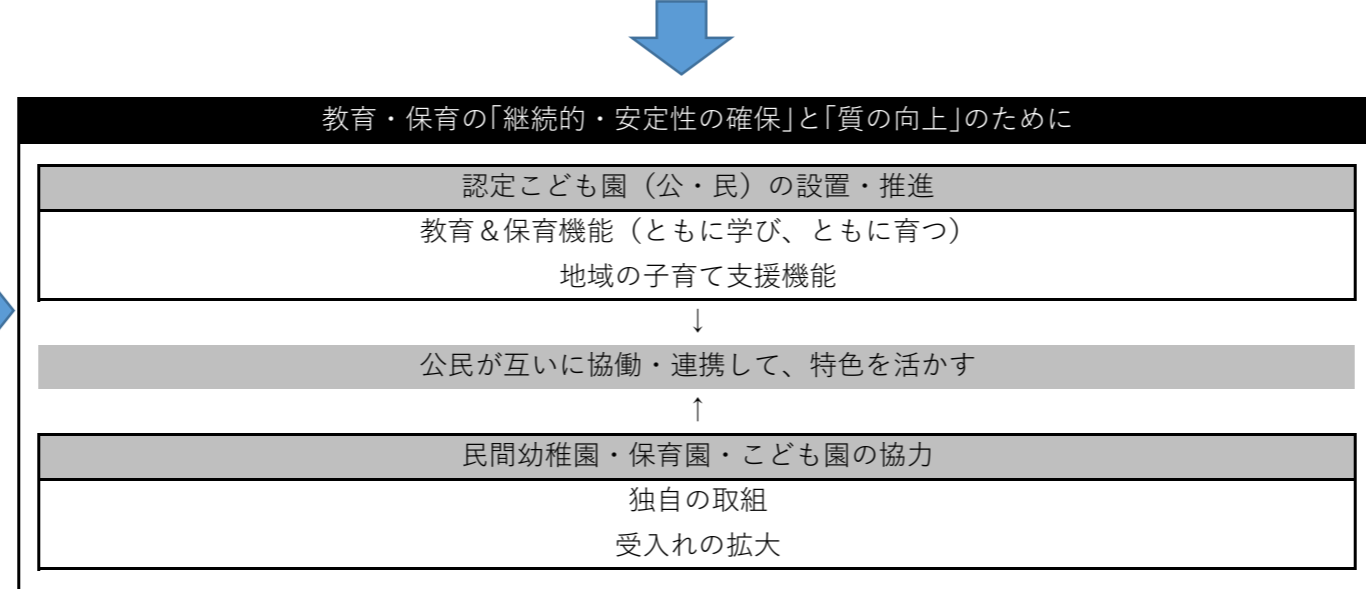 教育・保育の｢継続的・安定性の確保｣と｢質の向上｣のために
認定こども園（公・民）の設置・推進
教育＆保育機能（ともに学び、ともに育つ）
地域の子育て支援機能
↓
公民が互いに協働・連携して、特色を活かす
↑
民間幼稚園・保育園・こども園の協力
独自の取組
受入れの拡大